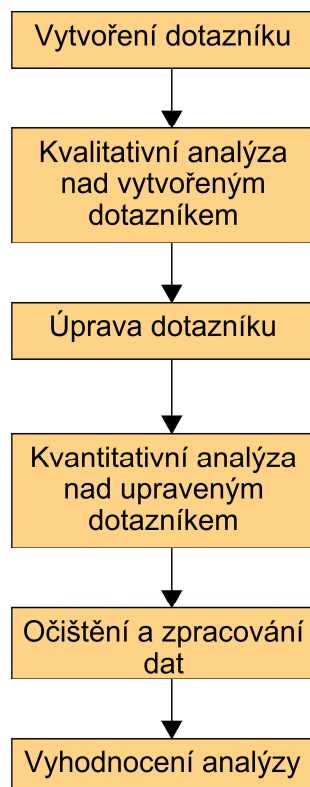 Vytvoření dotazníku
Kvalitativní analýza
nad vytvořeným
dotazníkem
Úprava dotazníku
Kvantitativní analýza
nad upraveným
dotazníkem
Očištění a zpracování
dat
Vyhodnocení analýzy